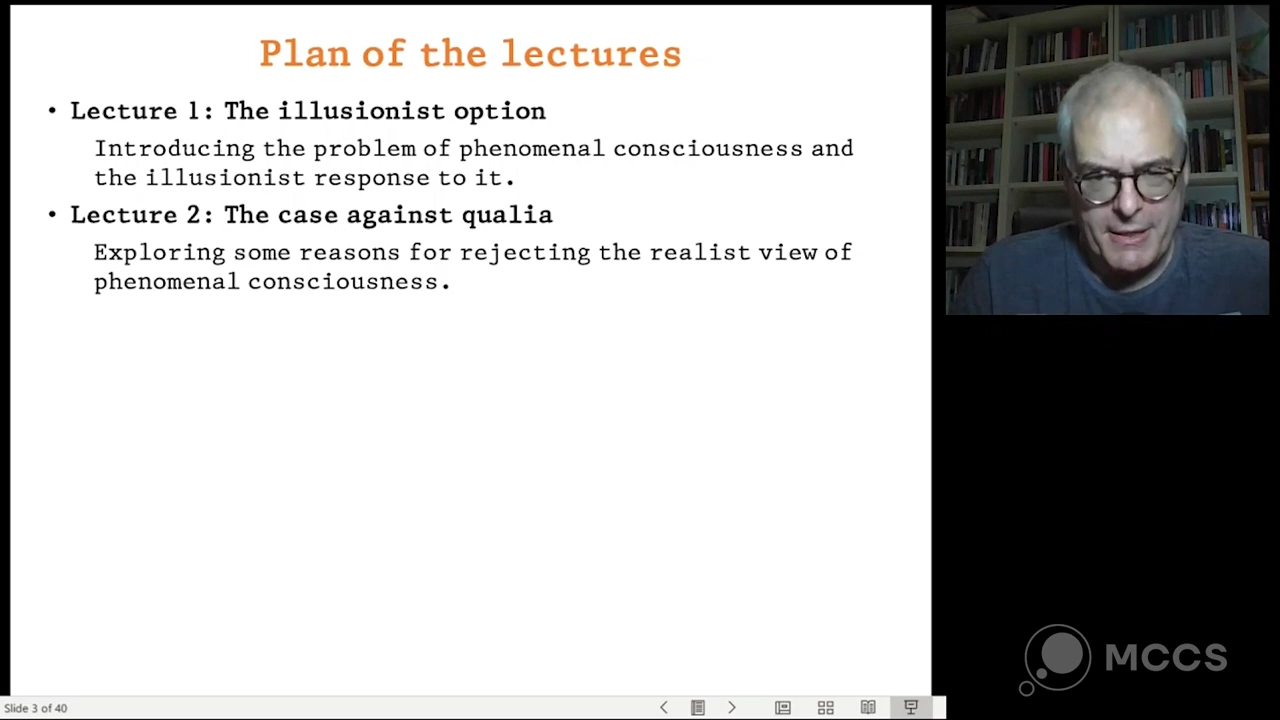 Plan of the lectures
• Lecture 1: The illusionist option
Introducing the problem of phenomenal consciousness and
the illusionist response to it.
• Lecture 2: The case against qualia
Exploring some reasons for rejecting the realist view of
phenomenal consciousness.
MCCS
Slide 3 of 40